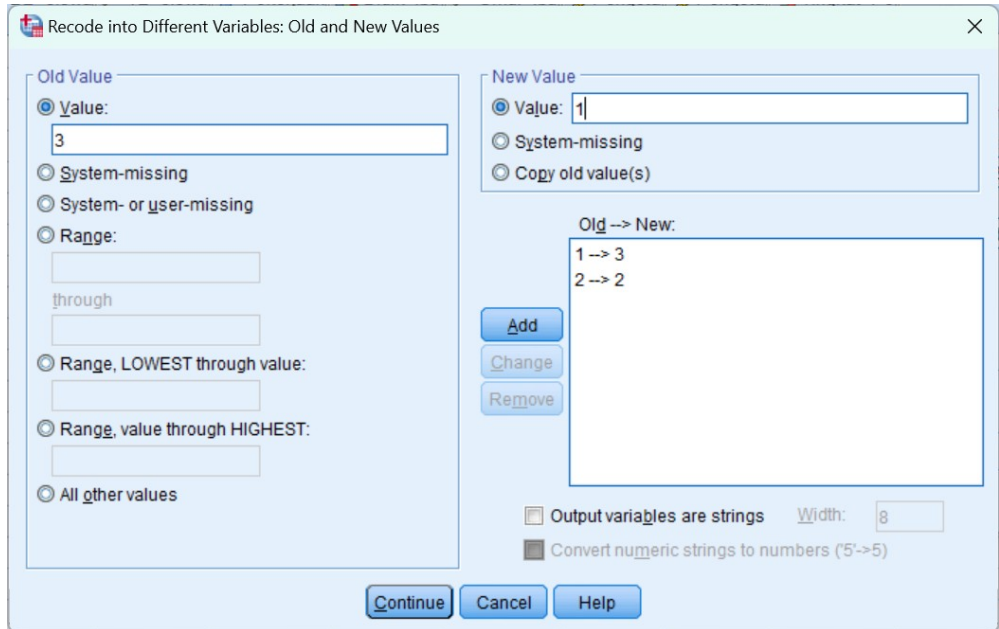 Recode into Different Variables: Old and New Values
Old Value
Value:
3
System-missing
System- or user-missing
Range:
through
Range, LOWEST through value:
Range, value through HIGHEST:
All other values
New Value
Value: 1
System-missing
Copy old value(s)
Old --> New:
1 --> 3
2 --> 2
Add
Change
Remove
Output variables are strings Width: 8
Convert numeric strings to numbers ('5'->5)
Continue Cancel Help